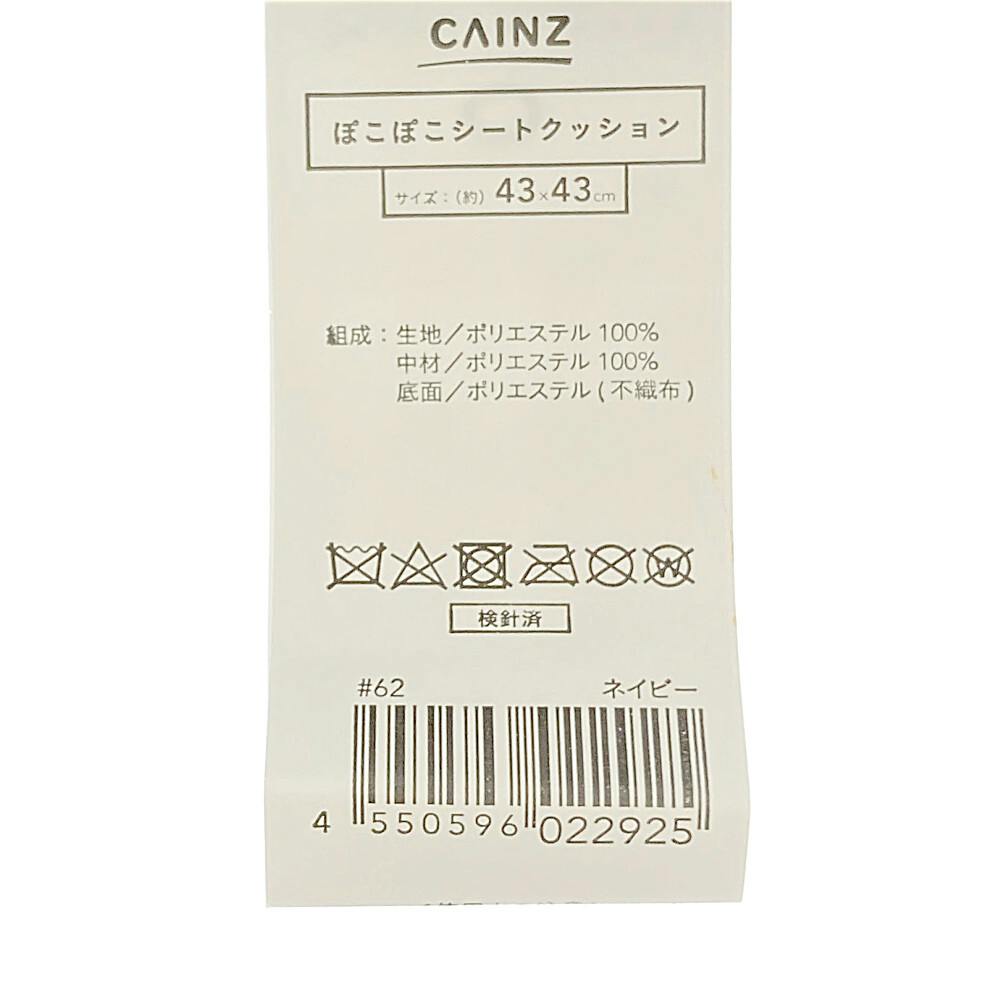 CAINZ
ぽこぽこシートクッション
サイズ：(約) 43×43cm
組成：生地／ポリエステル 100%
中材／ポリエステル 100%
底面／ポリエステル ( 不織布 )
W
検針済
#62 ネイビー
4 550596 022925